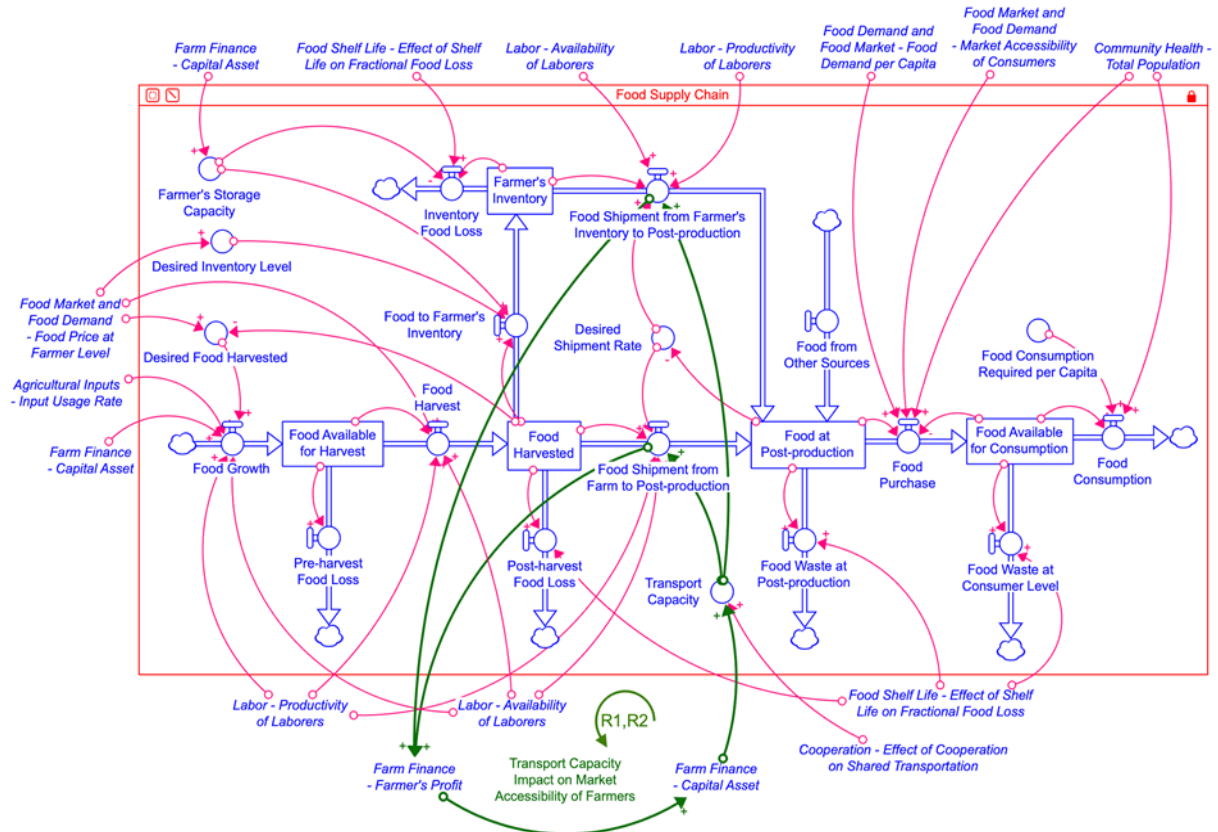 Farm Finance
- Capital Asset
Food Shelf Life - Effect of Shelf
Life on Fractional Food Loss
Labor - Availability
of Laborers
Labor - Productivity
of Laborers
Food Demand and
Food Market - Food
Demand per Capita
Food Market and
Food Demand
- Market Accessibility
of Consumers
Community Health -
Total Population
Food Supply Chain
Farmer's Storage
Capacity
Inventory
Food Loss
Farmer's
Inventory
Food Shipment from Farmer's
Inventory to Post-production
Desired Inventory Level
Food Market and
Food Demand
- Food Price at
Farmer Level
Food to Farmer's
Inventory
Desired
Shipment Rate
Food from
Other Sources
Food Consumption
Required per Capita
Desired Food Harvested
Agricultural Inputs
- Input Usage Rate
Farm Finance
- Capital Asset
Food Growth
Food Available
for Harvest
Food
Harvest
Food
Harvested
Food Shipment from
Farm to Post-production
Food at
Post-production
Food
Purchase
Food Available
for Consumption
Food
Consumption
Pre-harvest
Food Loss
Post-harvest
Food Loss
Transport
Capacity
Food Waste at
Post-production
Food Waste at
Consumer Level
Labor - Productivity
of Laborers
Labor - Availability
of Laborers
R1,R2
Food Shelf Life - Effect of Shelf
Life on Fractional Food Loss
Cooperation - Effect of Cooperation
on Shared Transportation
Farm Finance
- Farmer's Profit
Transport Capacity
Impact on Market
Accessibility of Farmers
Farm Finance
- Capital Asset